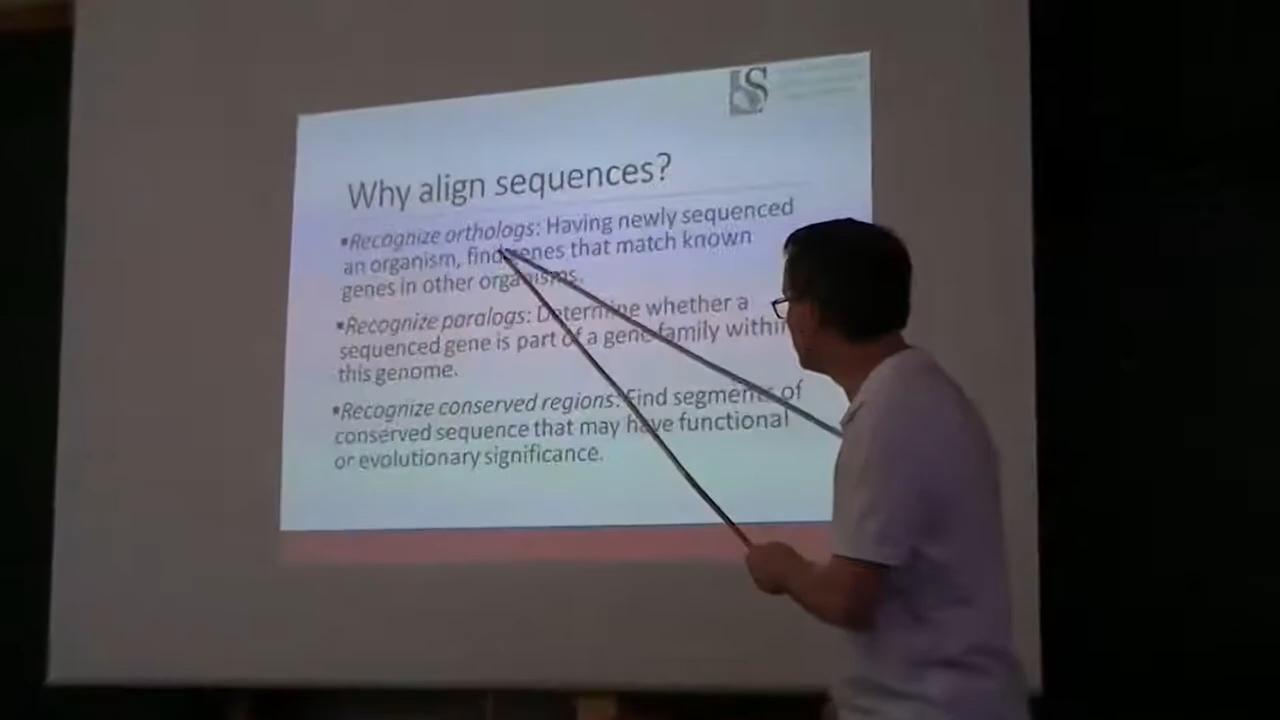 S
Why align sequences?
▪Recognize orthologs: Having newly sequenced
an organism, find genes that match known
genes in other organisms.
▪Recognize paralogs: Determine whether a
sequenced gene is part of a gene family within
this genome.
▪Recognize conserved regions: Find segments of
conserved sequence that may have functional
or evolutionary significance.